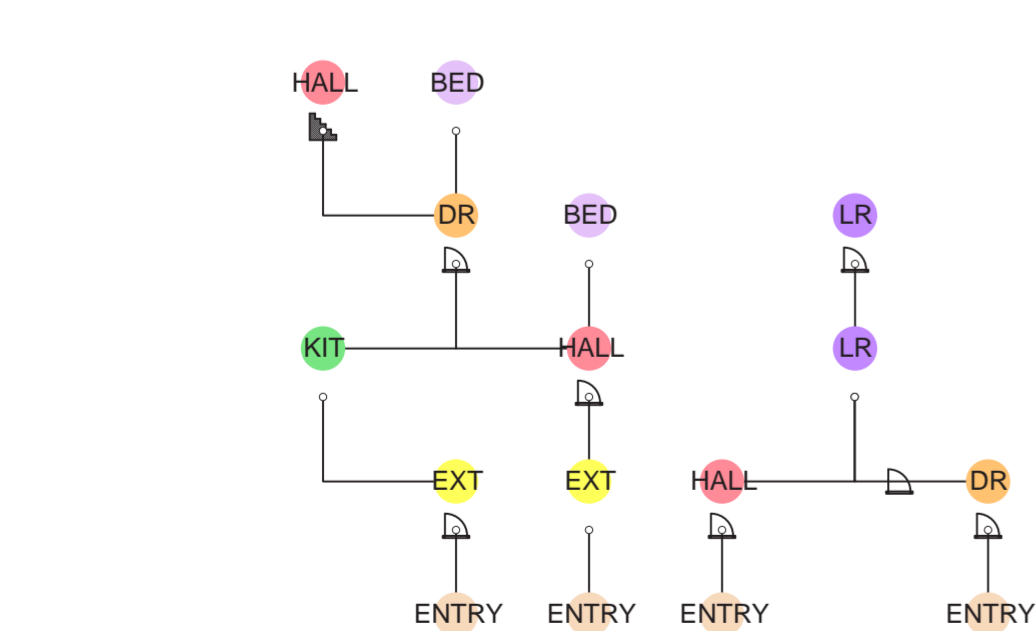 HALL BED
DR BED LR
KIT HALL LR
EXT EXT HALL DR
ENTRY ENTRY ENTRY ENTRY